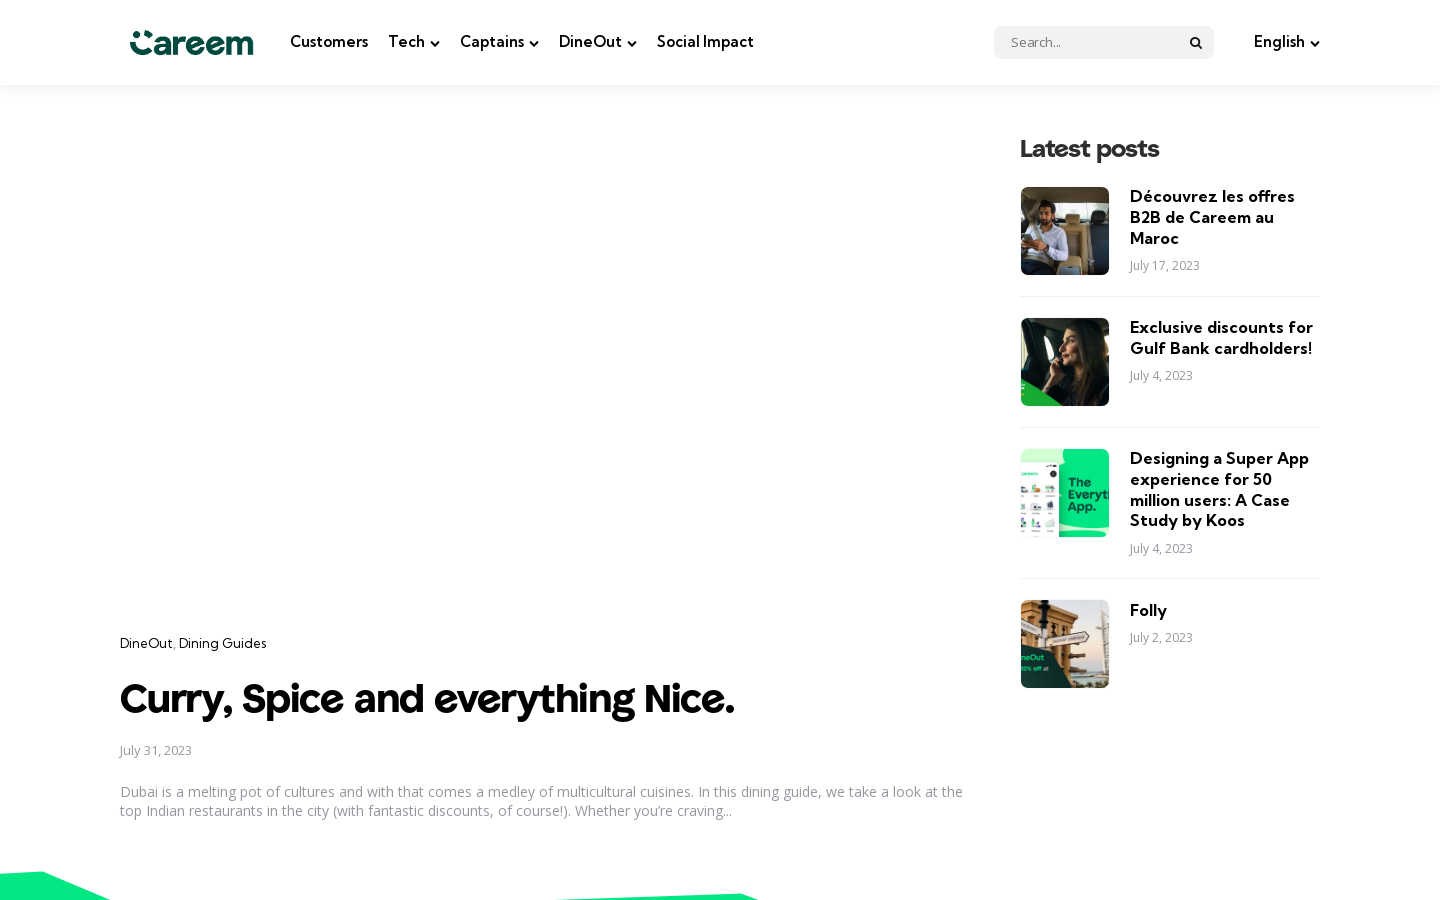 Careem
Customers
Tech
Captains
DineOut
Social Impact
Search...
English
DineOut, Dining Guides
Curry, Spice and everything Nice.
July 31, 2023
Dubai is a melting pot of cultures and with that comes a medley of multicultural cuisines. In this dining guide, we take a look at the
top Indian restaurants in the city (with fantastic discounts, of course!). Whether you’re craving...
Latest posts
Découvrez les offres
B2B de Careem au
Maroc
July 17, 2023
Exclusive discounts for
Gulf Bank cardholders!
July 4, 2023
The
Everyth
App.
Designing a Super App
experience for 50
million users: A Case
Study by Koos
July 4, 2023
neOut
Folly
July 2, 2023